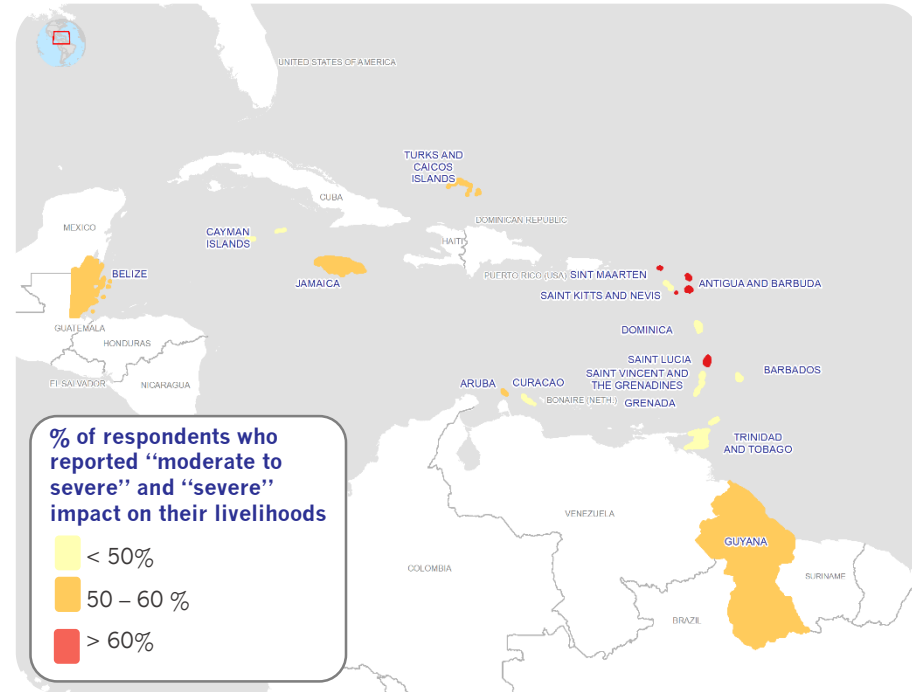 UNITED STATES OF AMERICA
TURKS AND
CAICOS
ISLANDS
CUBA
MEXICO
DOMINICAN REPUBLIC
CAYMAN
ISLANDS
HAITI
BELIZE
JAMAICA
PUERTO RICO (USA)
SINT MAARTEN
ANTIGUA AND BARBUDA
SAINT KITTS AND NEVIS
GUATEMALA
DOMINICA
HONDURAS
SAINT LUCIA
SAINT VINCENT AND
THE GRENADINES
BARBADOS
EL SALVADOR
NICARAGUA
ARUBA
CURACAO
BONAIRE (NETH.)
GRENADA
TRINIDAD
AND TOBAGO
% of respondents who
reported “moderate to
severe” and “severe”
impact on their livelihoods
< 50%
50 – 60 %
> 60%
VENEZUELA
GUYANA
COLOMBIA
SURINAME
BRAZIL